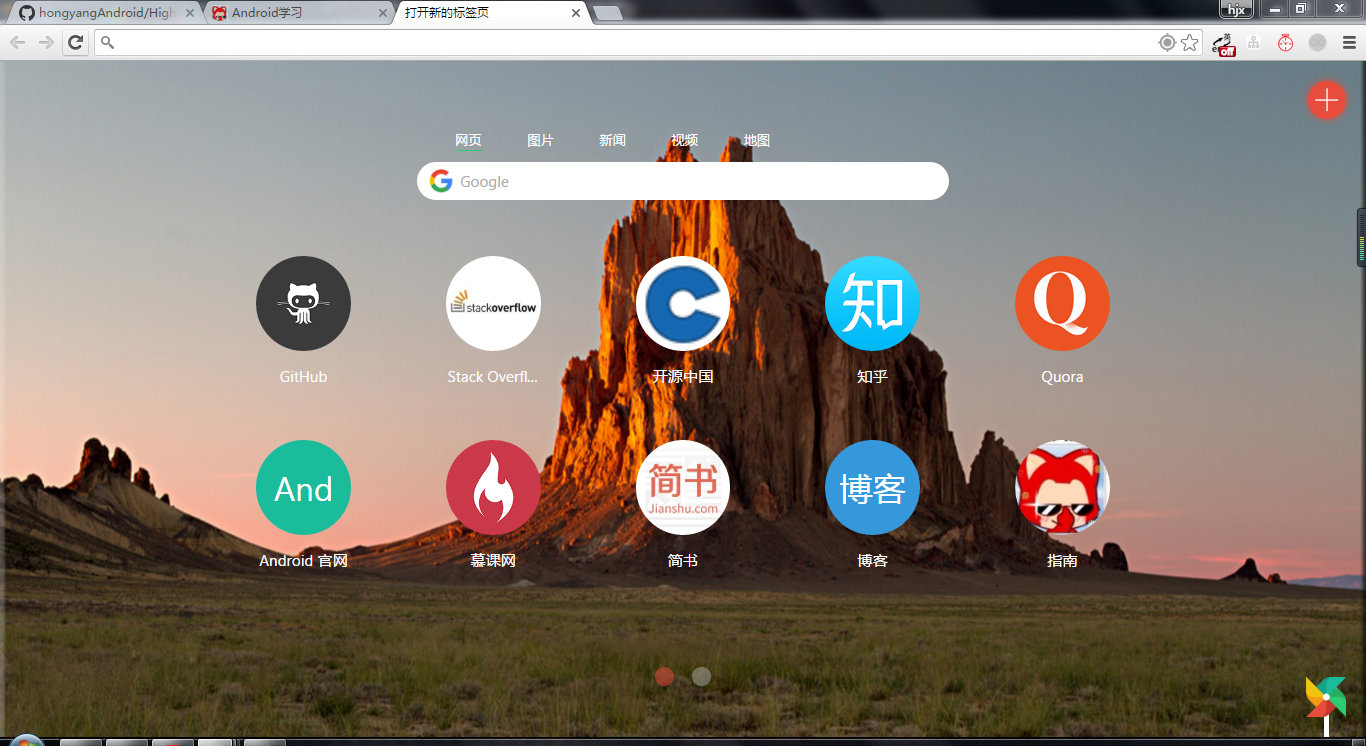 hongyangAndroid/High
Android学习
打开新的标签页
hjx
英
off
网页
图片
新闻
视频
地图
Google
stackoverflow
知
Q
GitHub
Stack Overfl...
开源中国
知乎
Quora
And
简书
Jianshu.com
博客
Android 官网
慕课网
简书
博客
指南